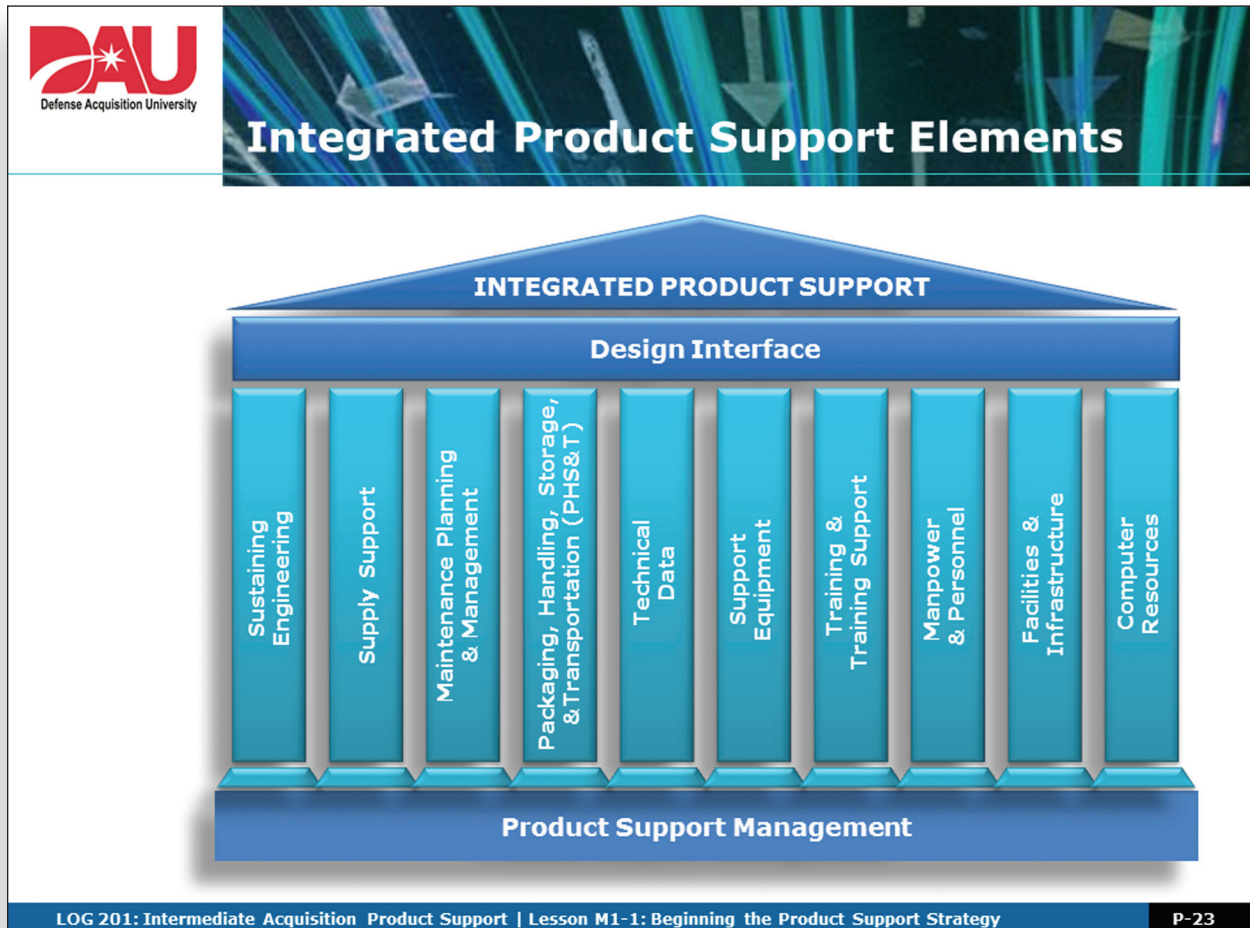 DAU
Defense Acquisition University
Integrated Product Support Elements
INTEGRATED PRODUCT SUPPORT
Design Interface
Sustaining
Engineering
Supply Support
Maintenance Planning
& Management
Packaging, Handling, Storage,
&Transportation (PHS&T)
Technical
Data
Support
Equipment
Training &
Training Support
Manpower
& Personnel
Facilities &
Infrastructure
Computer
Resources
Product Support Management
LOG 201: Intermediate Acquisition Product Support | Lesson M1-1: Beginning the Product Support Strategy
P-23